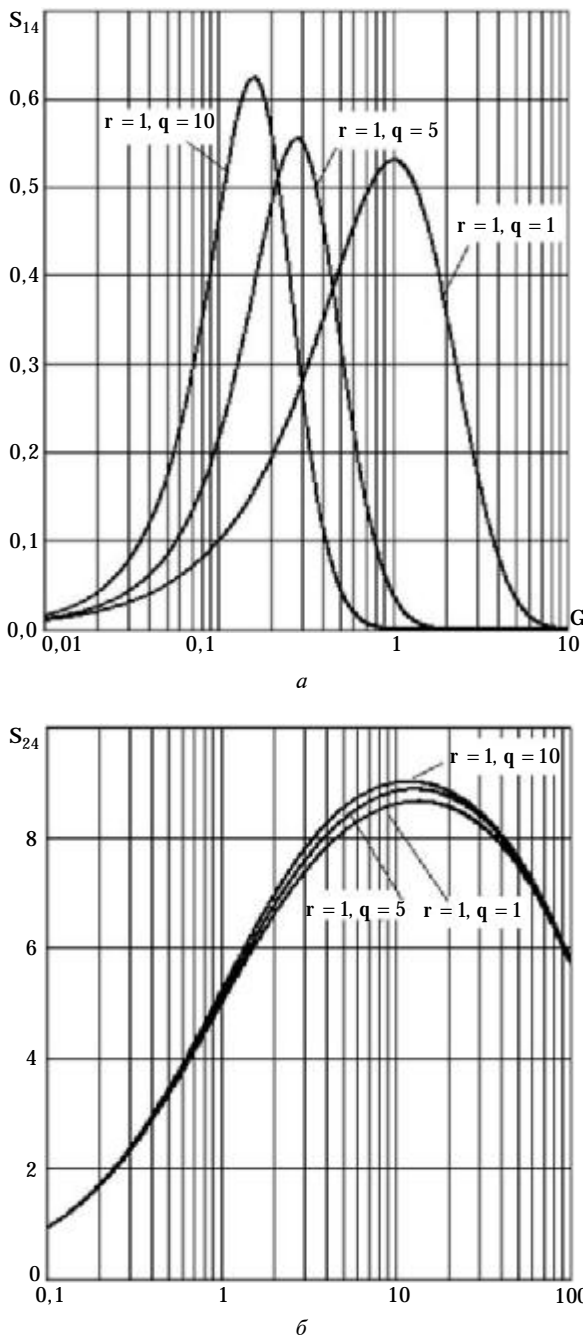 S14
0,6
r = 1, q = 10
r = 1, q = 5
0,5
r = 1, q = 1
0,4
0,3
0,2
0,1
0,0
G
0,01
0,1
1
10
а
S24
r = 1, q = 10
8
r = 1, q = 5
r = 1, q = 1
6
4
2
0
0,1
1
10
100
б